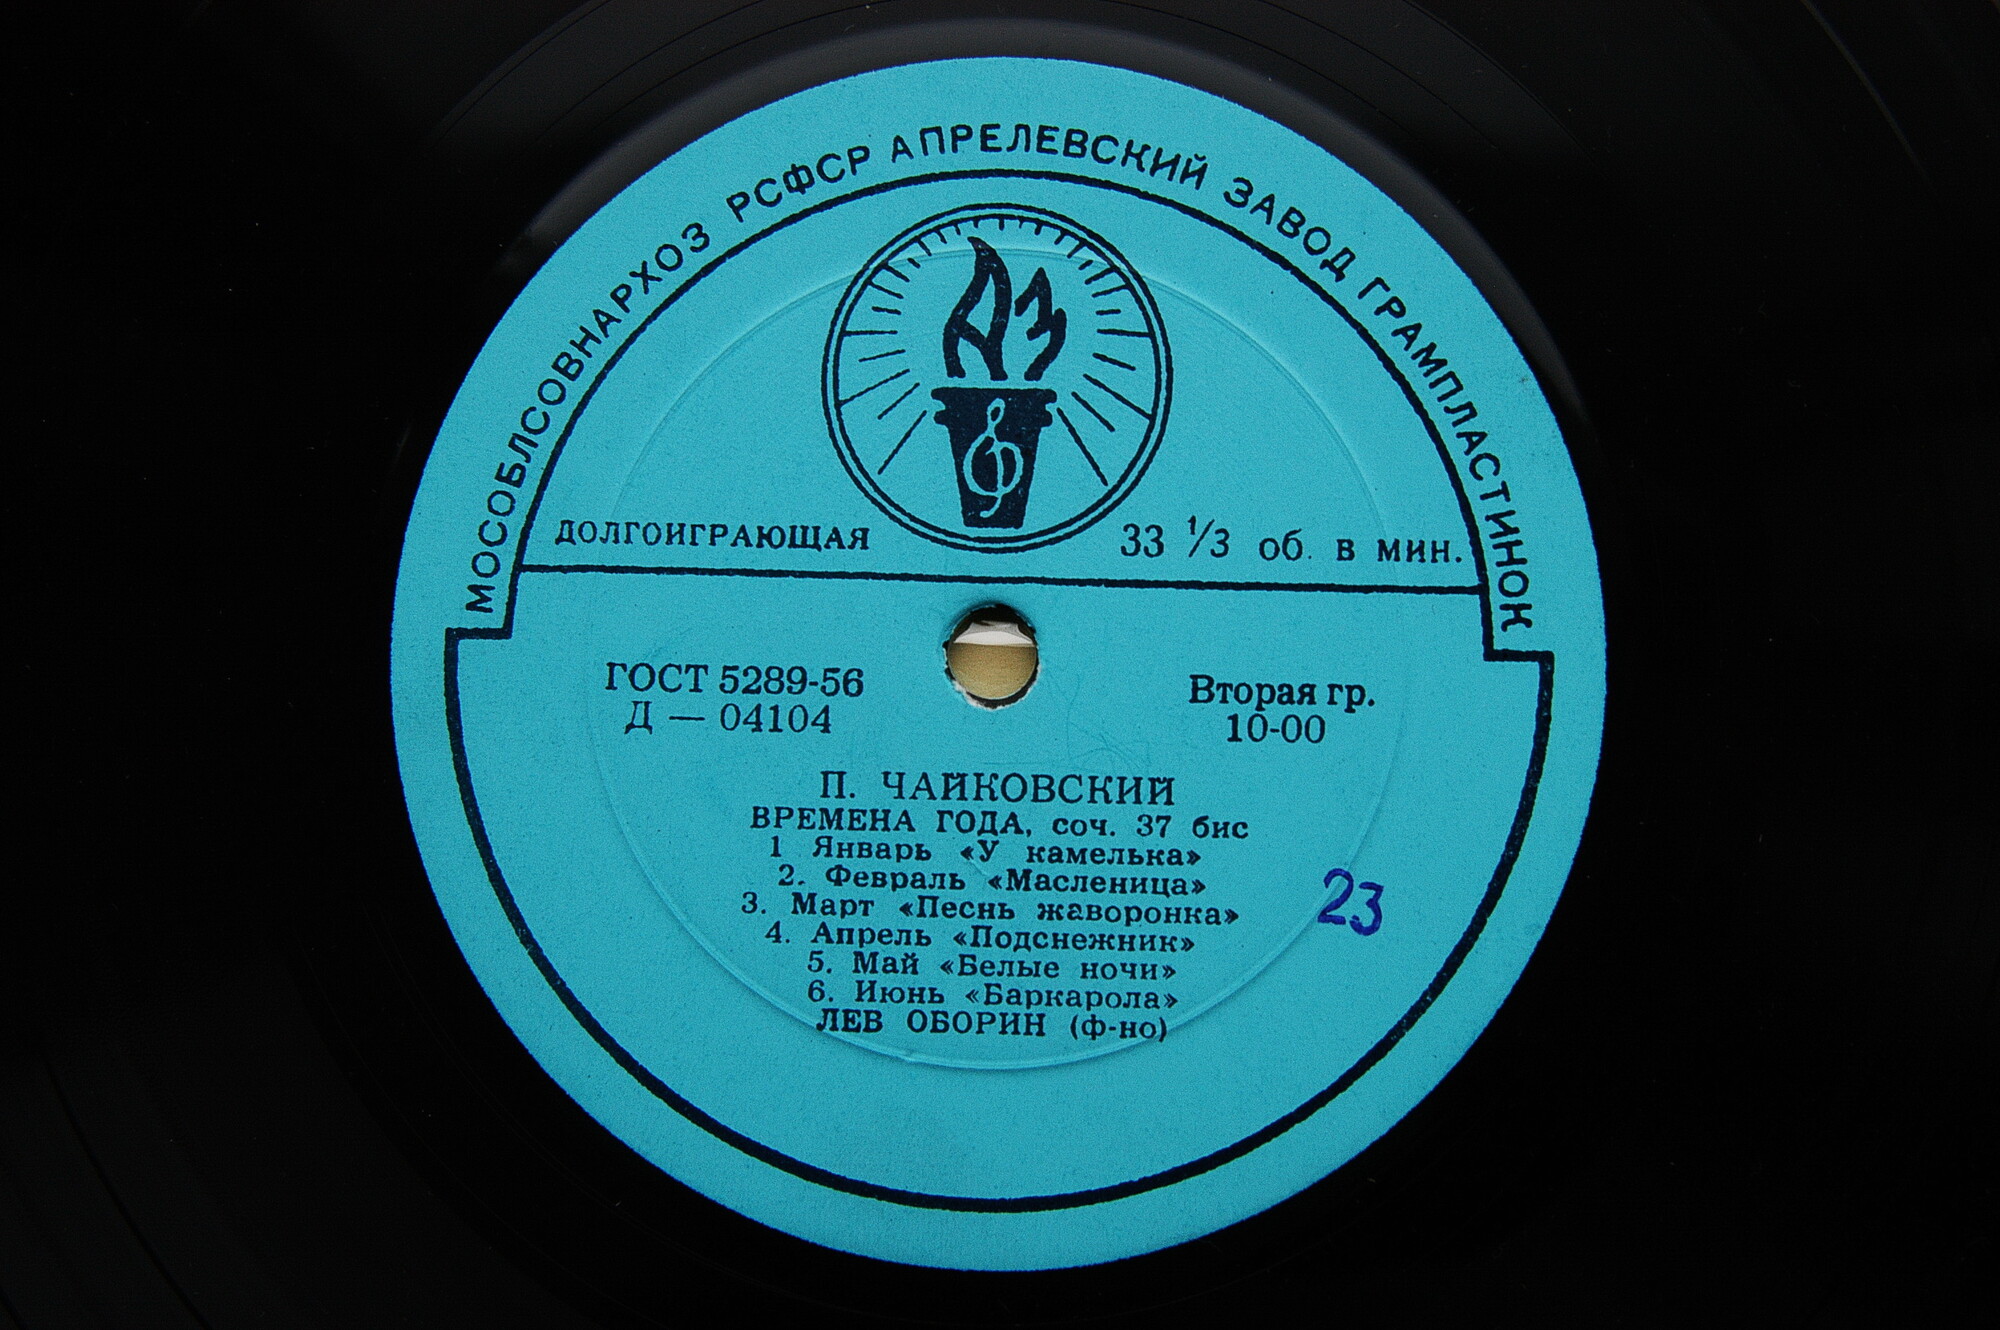 МОСОБЛСОВНАРХОЗ РСФСР АПРЕЛЕВСКИЙ ЗАВОД ГРАМПЛАСТИНОК
АЗ
ДОЛГОИГРАЮЩАЯ 33 1/3 об. в мин.
ГОСТ 5289-56 Вторая гр.
Д — 04104 10-00
П. ЧАЙКОВСКИЙ
ВРЕМЕНА ГОДА, соч. 37 бис
1 Январь «У камелька»
2. Февраль «Масленица»
3. Март «Песнь жаворонка»
4. Апрель «Подснежник»
5. Май «Белые ночи»
6. Июнь «Баркарола»
ЛЕВ ОБОРИН (ф-но)
23